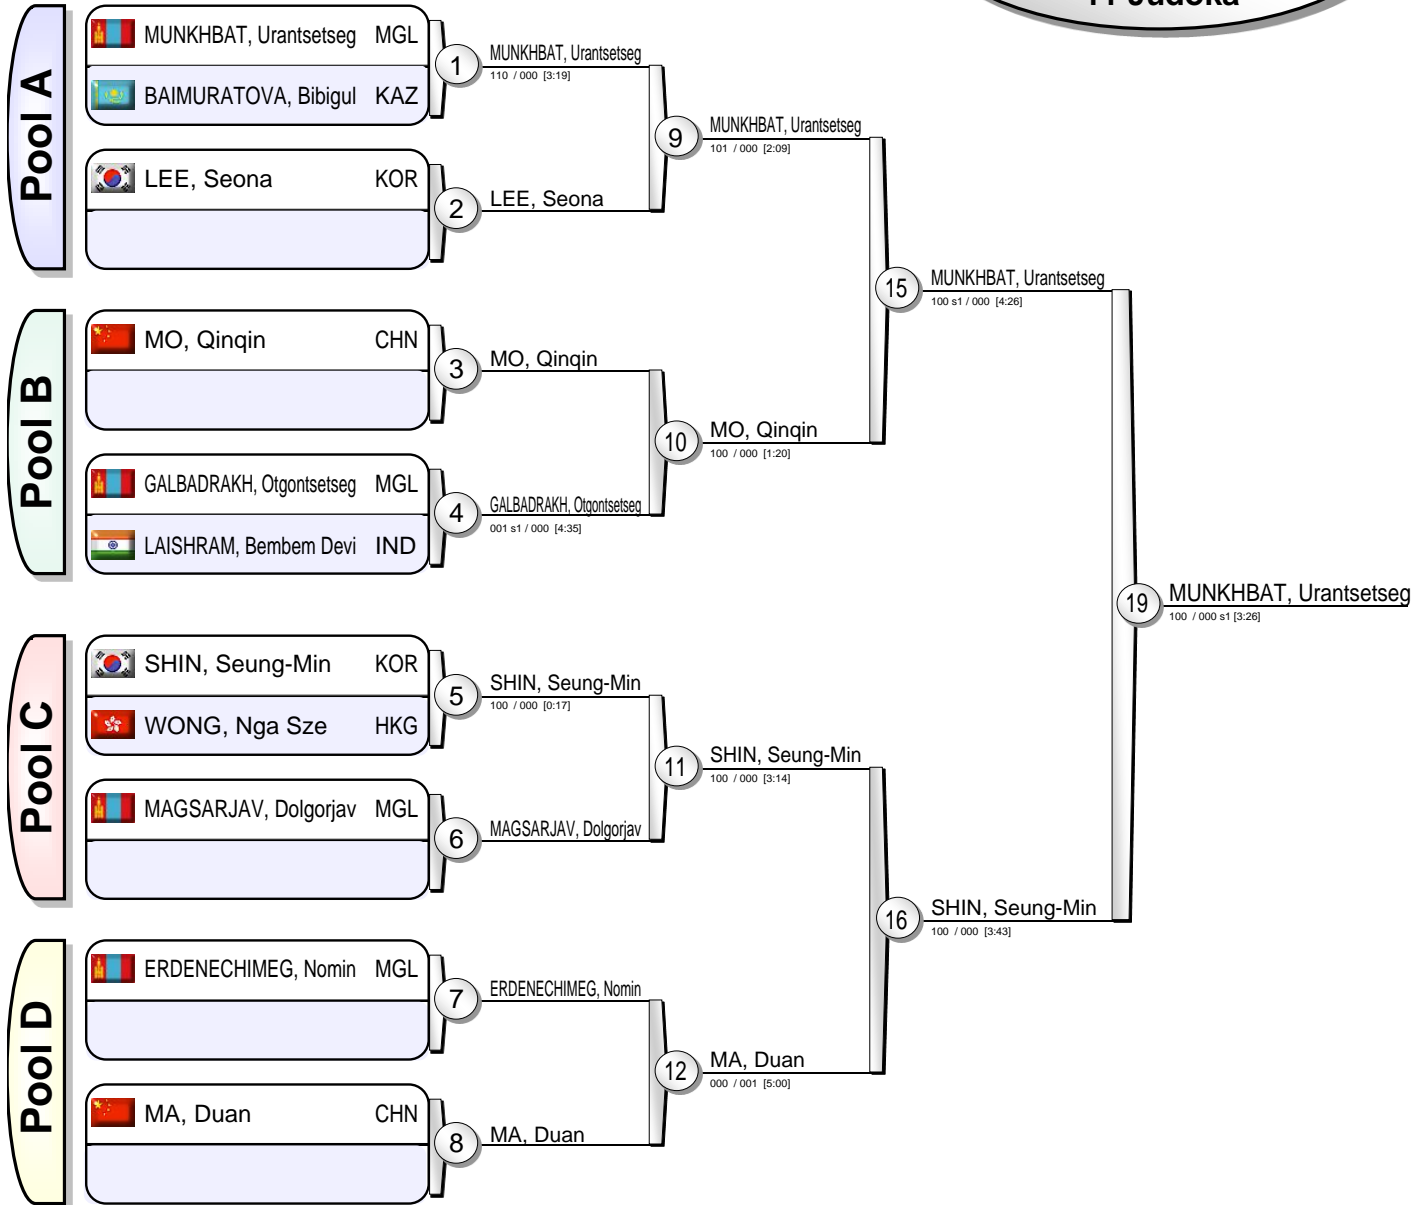 11 Judoka
Pool A
MUNKHBAT, Urantsetseg MGL
BAIMURATOVA, Bibigul KAZ
LEE, Seona KOR
1
MUNKHBAT, Urantsetseg
110 / 000 [3:19]
2
LEE, Seona
9
MUNKHBAT, Urantsetseg
101 / 000 [2:09]
Pool B
MO, Qinqin CHN
GALBADRAKH, Otgontsetseg MGL
LAISHRAM, Bembem Devi IND
3
MO, Qinqin
4
GALBADRAKH, Otgontsetseg
001 s1 / 000 [4:35]
10
MO, Qinqin
100 / 000 [1:20]
15
MUNKHBAT, Urantsetseg
100 s1 / 000 [4:26]
Pool C
SHIN, Seung-Min KOR
WONG, Nga Sze HKG
MAGSARJAV, Dolgorjav MGL
5
SHIN, Seung-Min
100 / 000 [0:17]
6
MAGSARJAV, Dolgorjav
11
SHIN, Seung-Min
100 / 000 [3:14]
Pool D
ERDENECHIMEG, Nomin MGL
MA, Duan CHN
7
ERDENECHIMEG, Nomin
8
MA, Duan
12
MA, Duan
000 / 001 [5:00]
16
SHIN, Seung-Min
100 / 000 [3:43]
19
MUNKHBAT, Urantsetseg
100 / 000 s1 [3:26]